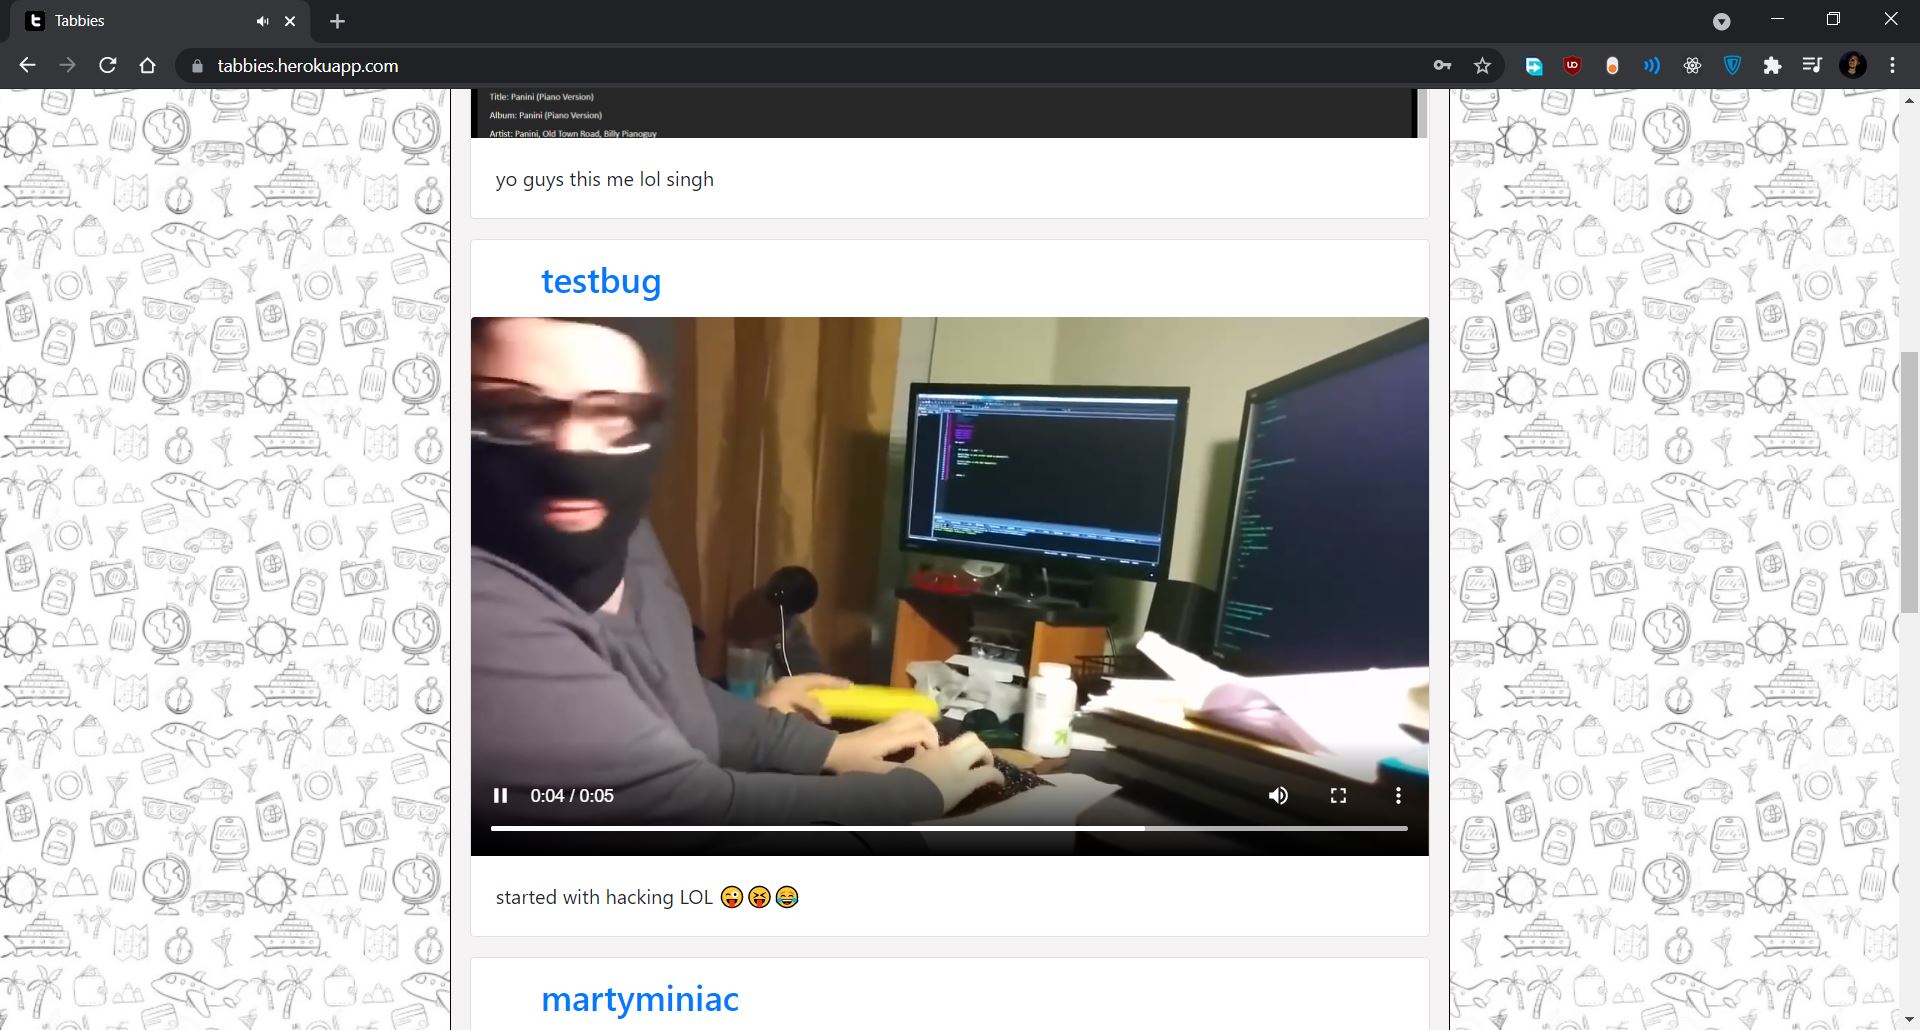 Tabbies
tabbies.herokuapp.com
Title: Panini (Piano Version)
Album: Panini (Piano Version)
Artist: Panini, Old Town Road, Billy Pianoguy
yo guys this me lol singh
testbug
0:04 / 0:05
started with hacking LOL 😜😝😂
martyminiac